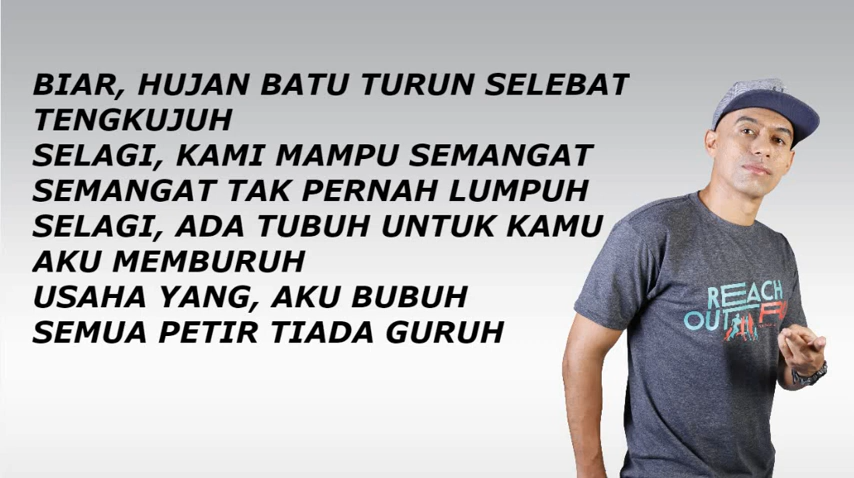 BIAR, HUJAN BATU TURUN SELEBAT
TENGKUJUH
SELAGI, KAMI MAMPU SEMANGAT
SEMANGAT TAK PERNAH LUMPUH
SELAGI, ADA TUBUH UNTUK KAMU
AKU MEMBURUH
USAHA YANG, AKU BUBUH
SEMUA PETIR TIADA GURUH
REACH
OUT